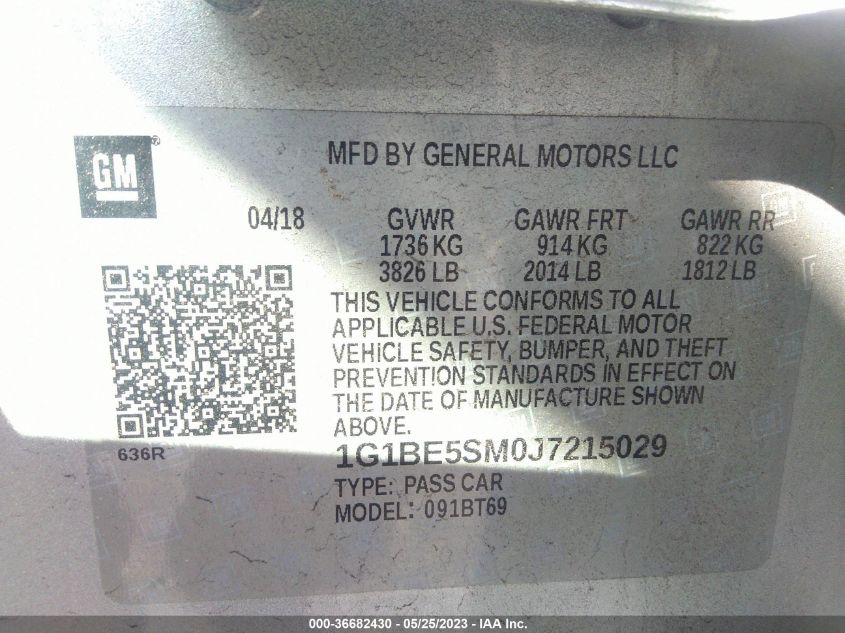 GM®
MFD BY GENERAL MOTORS LLC
04/18 GVWR GAWR FRT GAWR RR
1736 KG 914 KG 822 KG
3826 LB 2014 LB 1812 LB
THIS VEHICLE CONFORMS TO ALL
APPLICABLE U.S. FEDERAL MOTOR
VEHICLE SAFETY, BUMPER, AND THEFT
PREVENTION STANDARDS IN EFFECT ON
THE DATE OF MANUFACTURE SHOWN
ABOVE.
636R
1G1BE5SM0J7215029
TYPE: PASS CAR
MODEL: 091BT69
000-36682430 - 05/25/2023 - IAA Inc.